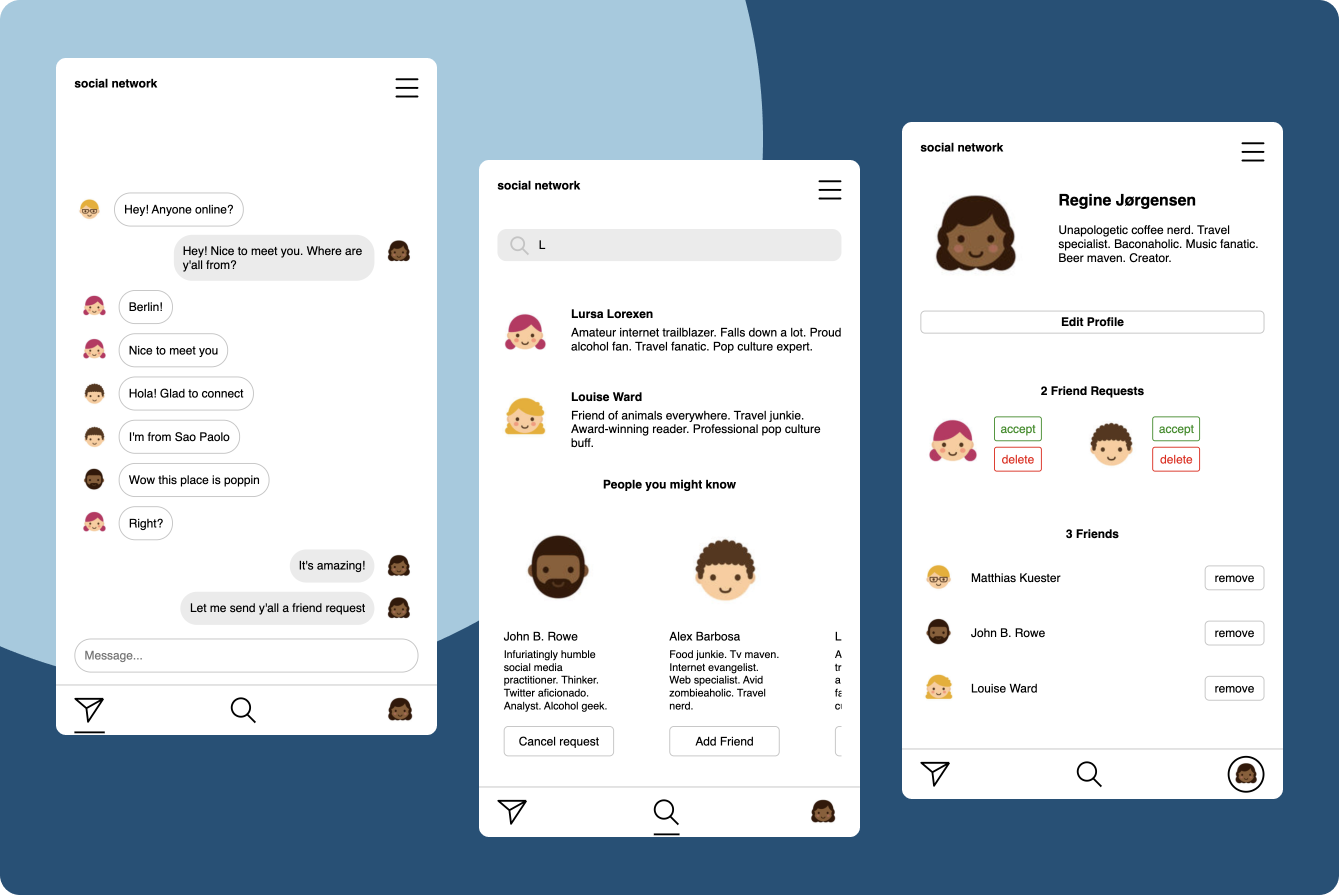 social network
Hey! Anyone online?
Hey! Nice to meet you. Where are
y'all from?
Berlin!
Nice to meet you
Hola! Glad to connect
I'm from Sao Paolo
Wow this place is poppin
Right?
It's amazing!
Let me send y'all a friend request
Message...
social network
L
Lursa Lorexen
Amateur internet trailblazer. Falls down a lot. Proud
alcohol fan. Travel fanatic. Pop culture expert.
Louise Ward
Friend of animals everywhere. Travel junkie.
Award-winning reader. Professional pop culture
buff.
People you might know
John B. Rowe
Infuriatingly humble
social media
practitioner. Thinker.
Twitter aficionado.
Analyst. Alcohol geek.
Cancel request
Alex Barbosa
Food junkie. Tv maven.
Internet evangelist.
Web specialist. Avid
zombieaholic. Travel
nerd.
Add Friend
L
A
tr
a
social network
Regine Jørgensen
Unapologetic coffee nerd. Travel
specialist. Baconaholic. Music fanatic.
Beer maven. Creator.
Edit Profile
2 Friend Requests
accept
delete
accept
delete
3 Friends
Matthias Kuester
remove
John B. Rowe
remove
Louise Ward
remove